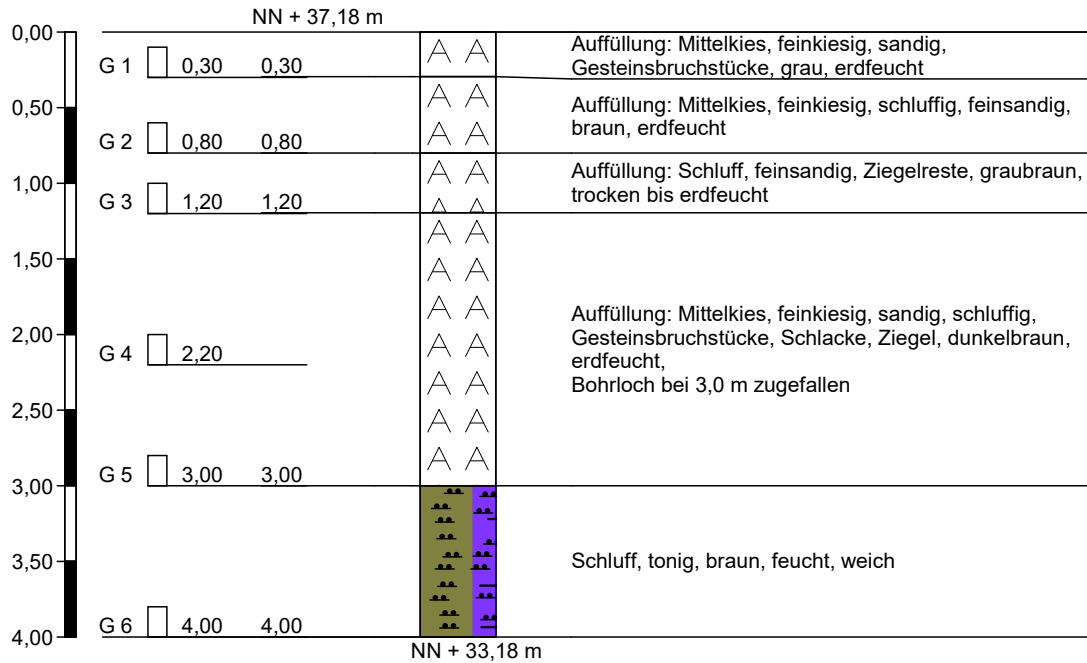 NN + 37,18 m
0,00
Auffüllung: Mittelkies, feinkiesig, sandig,
Gesteinsbruchstücke, grau, erdfeucht
G 1 0,30 0,30
0,50
Auffüllung: Mittelkies, feinkiesig, schluffig, feinsandig,
braun, erdfeucht
G 2 0,80 0,80
1,00
Auffüllung: Schluff, feinsandig, Ziegelreste, graubraun,
trocken bis erdfeucht
G 3 1,20 1,20
1,50
2,00
Auffüllung: Mittelkies, feinkiesig, sandig, schluffig,
Gesteinsbruchstücke, Schlacke, Ziegel, dunkelbraun,
erdfeucht,
Bohrloch bei 3,0 m zugefallen
G 4 2,20
2,50
G 5 3,00 3,00
3,00
3,50
Schluff, tonig, braun, feucht, weich
G 6 4,00 4,00
4,00
NN + 33,18 m